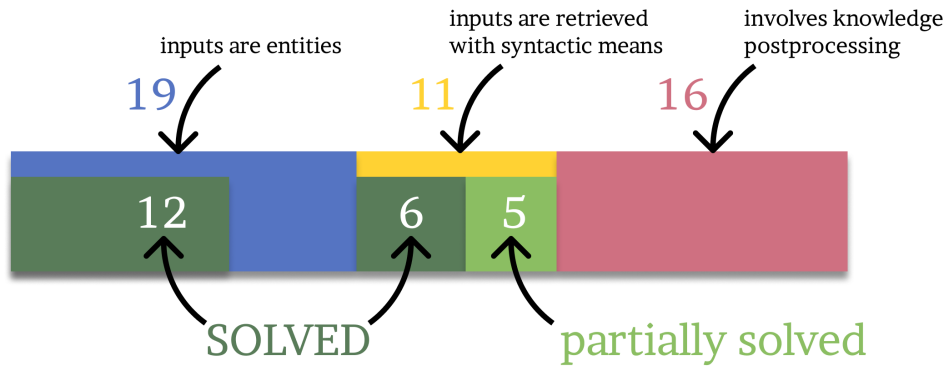 inputs are entities
inputs are retrieved
with syntactic means
involves knowledge
postprocessing
19
11
16
12
6
5
SOLVED
partially solved